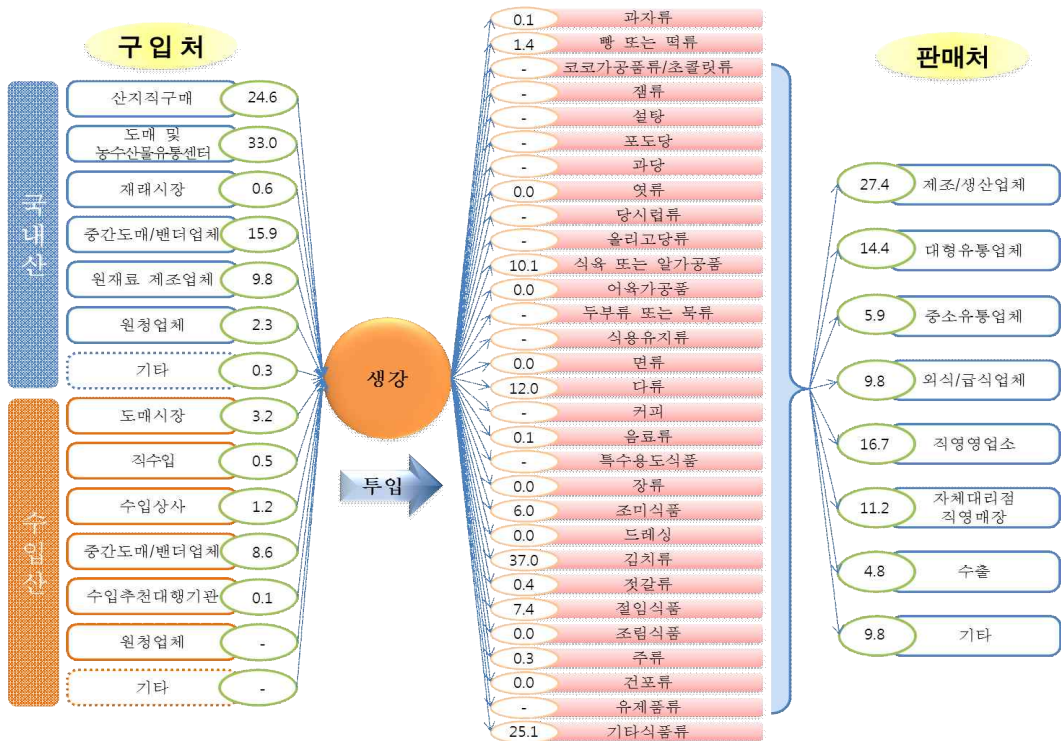 구입처
국내산
산지직구매 24.6
도매 및
농수산물유통센터 33.0
재래시장 0.6
중간도매/밴더업체 15.9
원재료 제조업체 9.8
원청업체 2.3
기타 0.3
수입산
도매시장 3.2
직수입 0.5
수입상사 1.2
중간도매/밴더업체 8.6
수입추천대행기관 0.1
원청업체 -
기타 -
생강
투입
0.1 과자류
1.4 빵 또는 떡류
- 코코가공품류/초콜릿류
- 잼류
- 설탕
- 포도당
- 과당
0.0 엿류
- 당시럽류
- 올리고당류
10.1 식육 또는 알가공품
0.0 어육가공품
- 두부류 또는 묵류
- 식용유지류
0.0 면류
12.0 다류
- 커피
0.1 음료류
- 특수용도식품
0.0 장류
6.0 조미식품
0.0 드레싱
37.0 김치류
0.4 젓갈류
7.4 절임식품
0.0 조림식품
0.3 주류
0.0 건포류
- 유제품류
25.1 기타식품류
판매처
27.4 제조/생산업체
14.4 대형유통업체
5.9 중소유통업체
9.8 외식/급식업체
16.7 직영영업소
11.2 자체대리점
직영매장
4.8 수출
9.8 기타